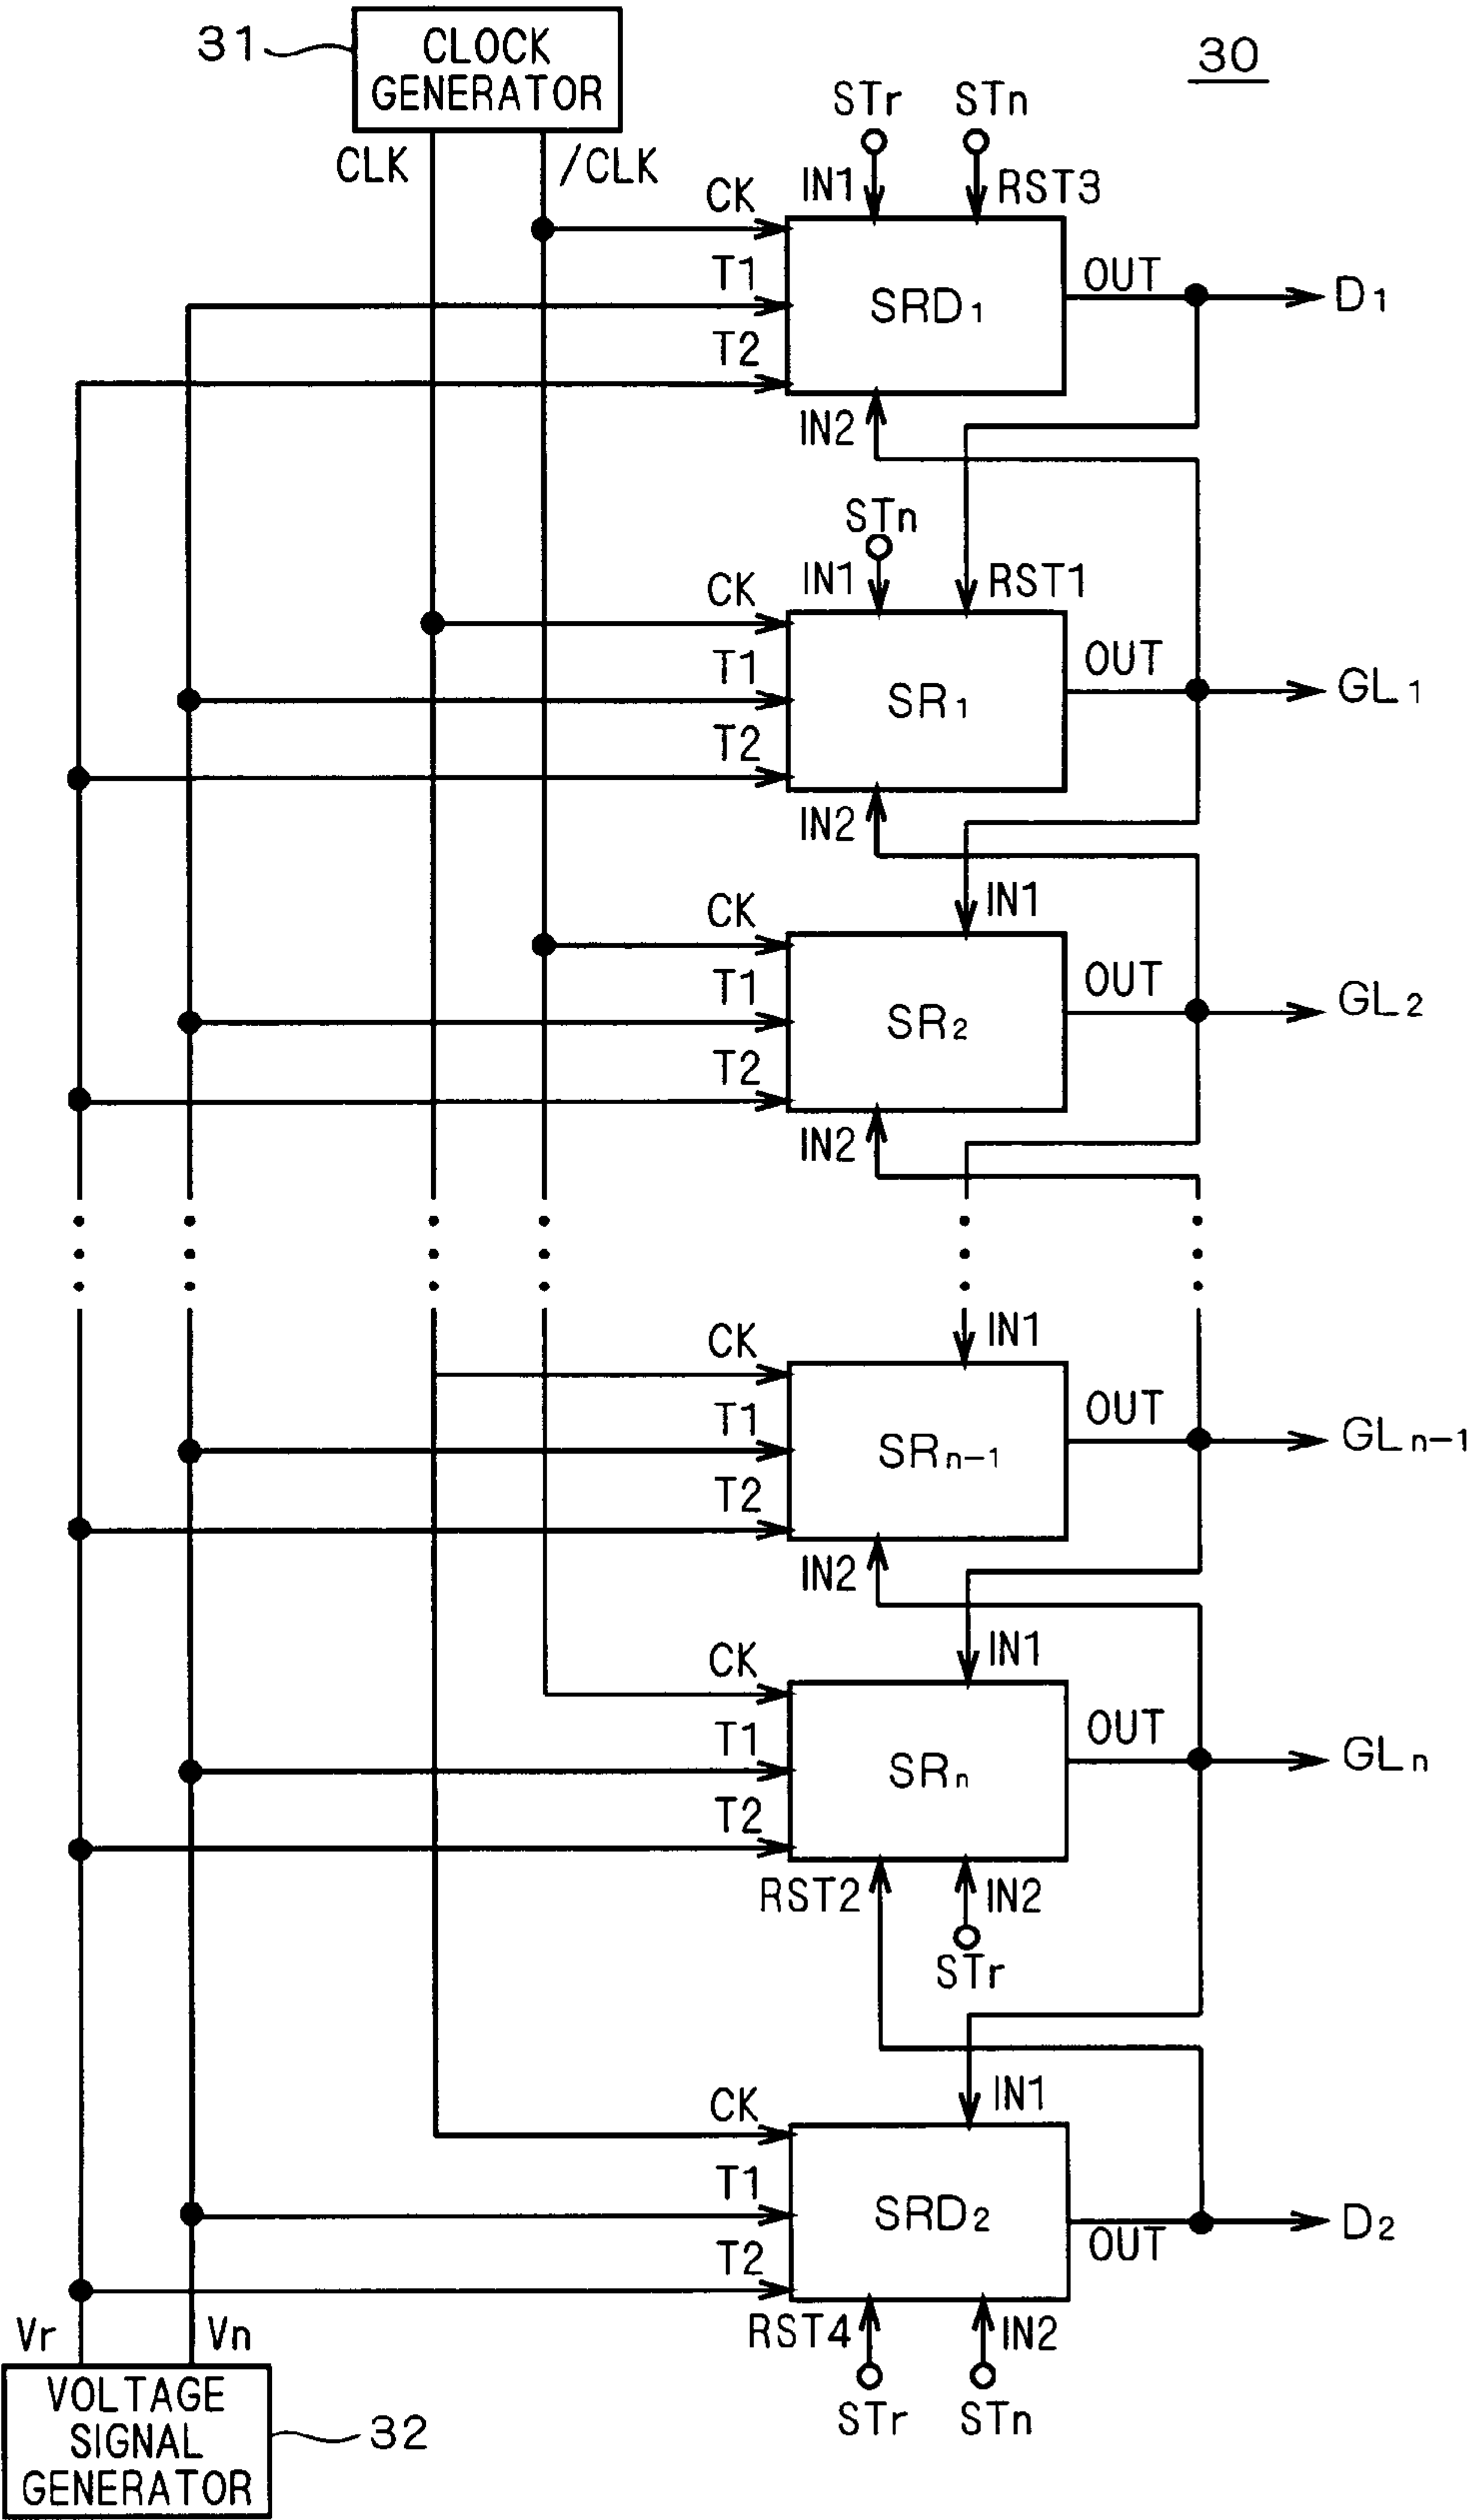 31
CLOCK
GENERATOR
30
CLK
/CLK
STr
STn
IN1
RST3
CK
T1
T2
SRD1
OUT
D1
IN2
STn
IN1
RST1
CK
T1
T2
SR1
OUT
GL1
IN2
IN1
CK
T1
T2
SR2
OUT
GL2
IN2
IN1
CK
T1
T2
SRn-1
OUT
GLn-1
IN2
IN1
CK
T1
T2
SRn
OUT
GLn
RST2
IN2
STr
IN1
CK
T1
T2
SRD2
OUT
D2
RST4
IN2
STr
STn
Vr
Vn
VOLTAGE
SIGNAL
GENERATOR
32